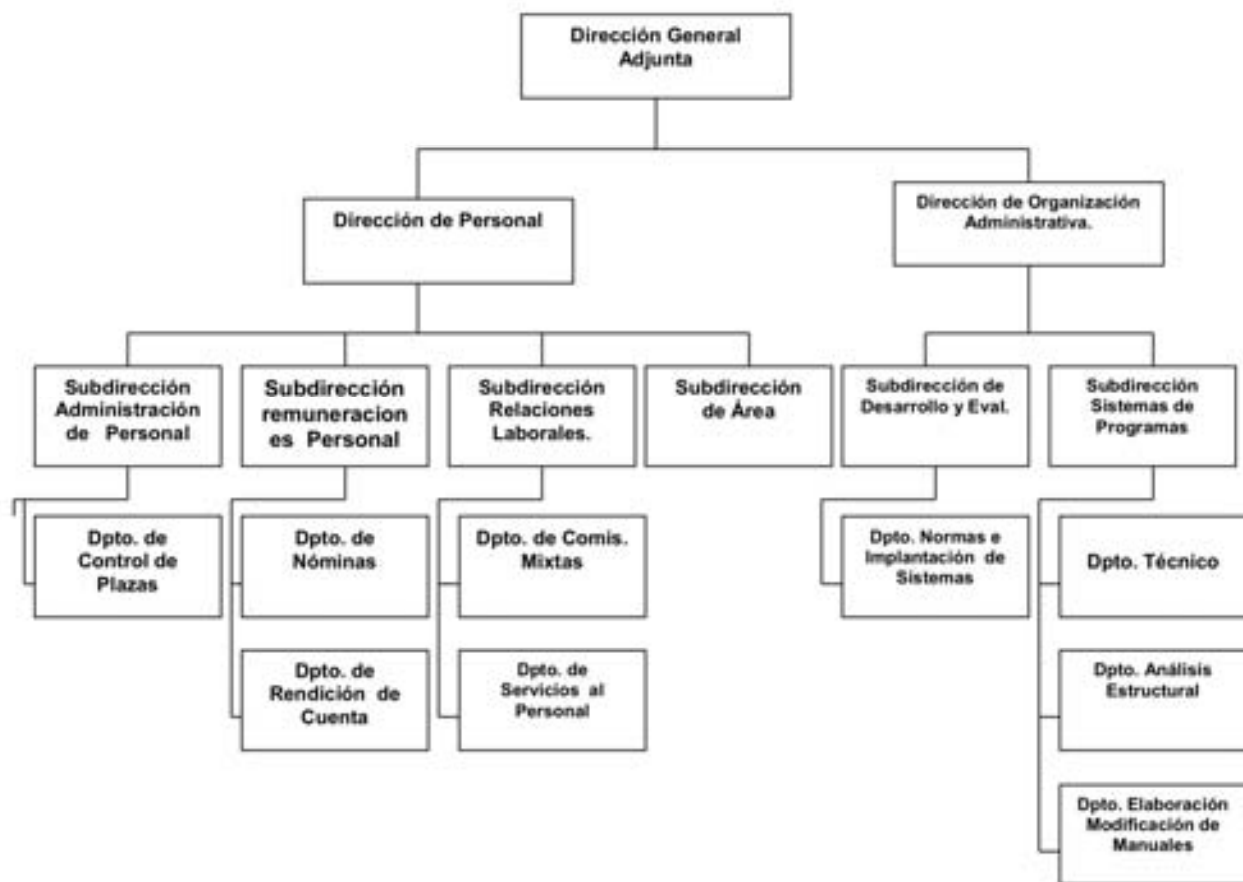 Dirección General
Adjunta
Dirección de Personal
Dirección de Organización
Administrativa.
Subdirección
Administración
de Personal
Subdirección
remuneracion
es Personal
Subdirección
Relaciones
Laborales.
Subdirección
de Área
Subdirección de
Desarrollo y Eval.
Subdirección
Sistemas de
Programas
Dpto. de
Control de
Plazas
Dpto. de
Nóminas
Dpto. de Comis.
Mixtas
Dpto. Normas e
Implantación de
Sistemas
Dpto. Técnico
Dpto. de
Rendición de
Cuenta
Dpto. de
Servicios al
Personal
Dpto. Análisis
Estructural
Dpto. Elaboración
Modificación de
Manuales